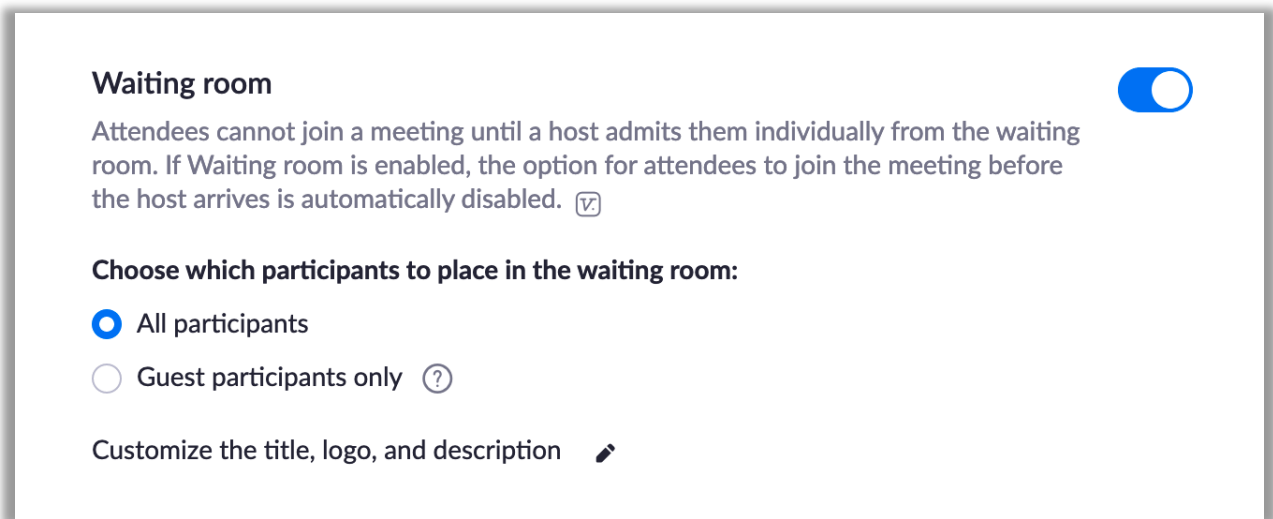 Waiting room
Attendees cannot join a meeting until a host admits them individually from the waiting
room. If Waiting room is enabled, the option for attendees to join the meeting before
the host arrives is automatically disabled. V.
Choose which participants to place in the waiting room:
All participants
Guest participants only ?
Customize the title, logo, and description